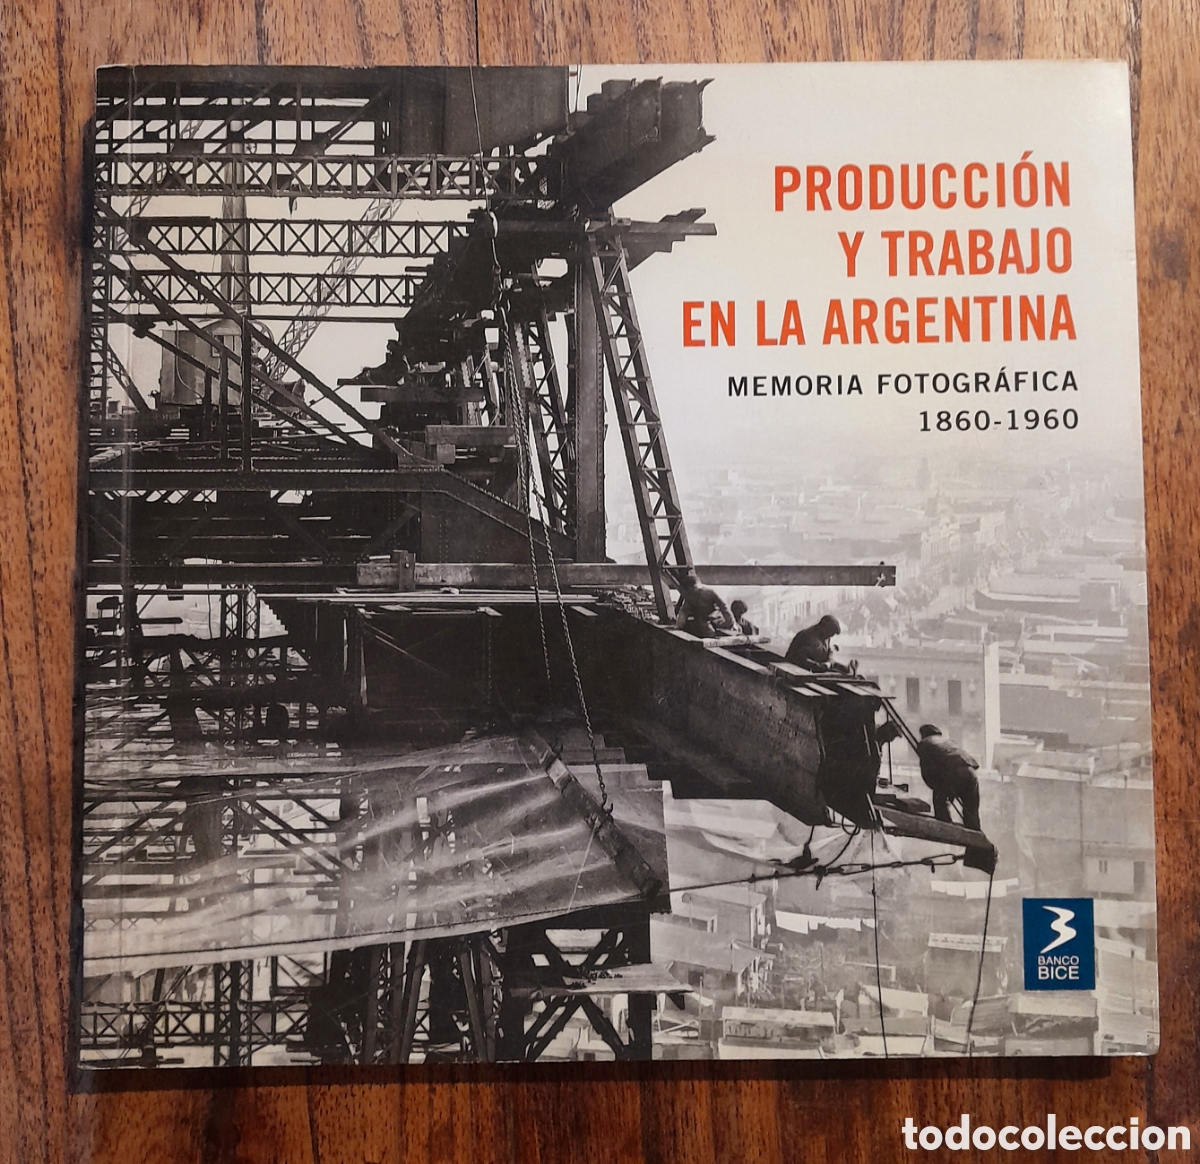 PRODUCCIÓN
Y TRABAJO
EN LA ARGENTINA
MEMORIA FOTOGRÁFICA
1860-1960
BANCO
BICE
todocoleccion